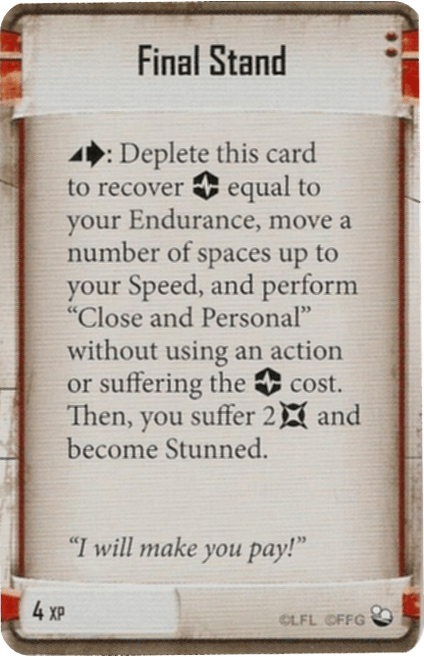 Final Stand
: Deplete this card
to recover equal to
your Endurance, move a
number of spaces up to
your Speed, and perform
“Close and Personal”
without using an action
or suffering the cost.
Then, you suffer 2 and
become Stunned.
“I will make you pay!”
4 XP
©LFL ©FFG